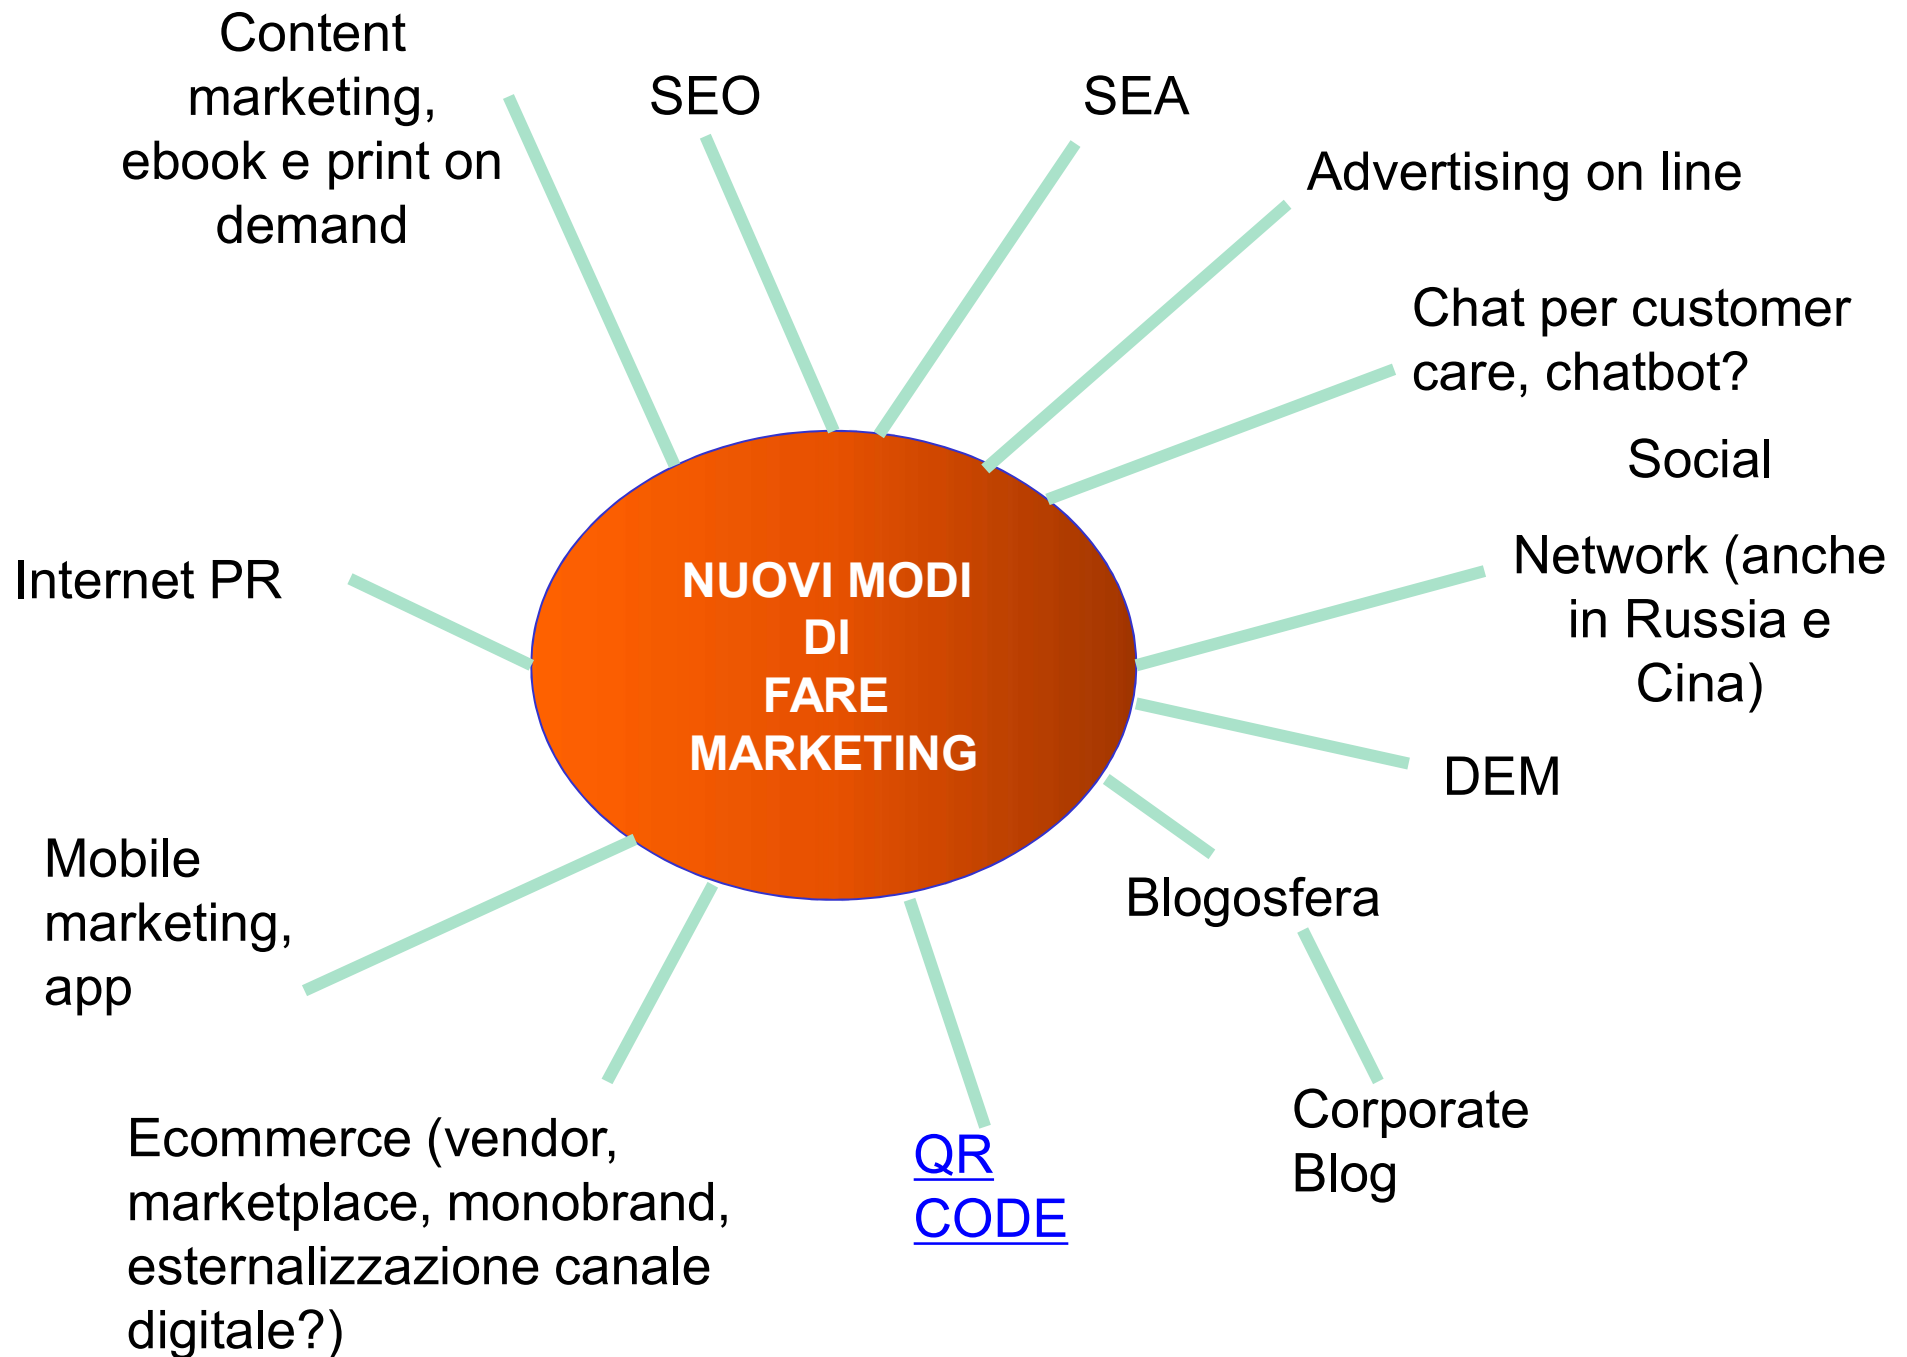 Content
marketing,
ebook e print on
demand
SEO
SEA
Advertising on line
Chat per customer
care, chatbot?
Social
Network (anche
in Russia e
Cina)
Internet PR
NUOVI MODI
DI
FARE
MARKETING
DEM
Mobile
marketing,
app
Blogosfera
Corporate
Blog
Ecommerce (vendor,
marketplace, monobrand,
esternalizzazione canale
digitale?)
QR
CODE